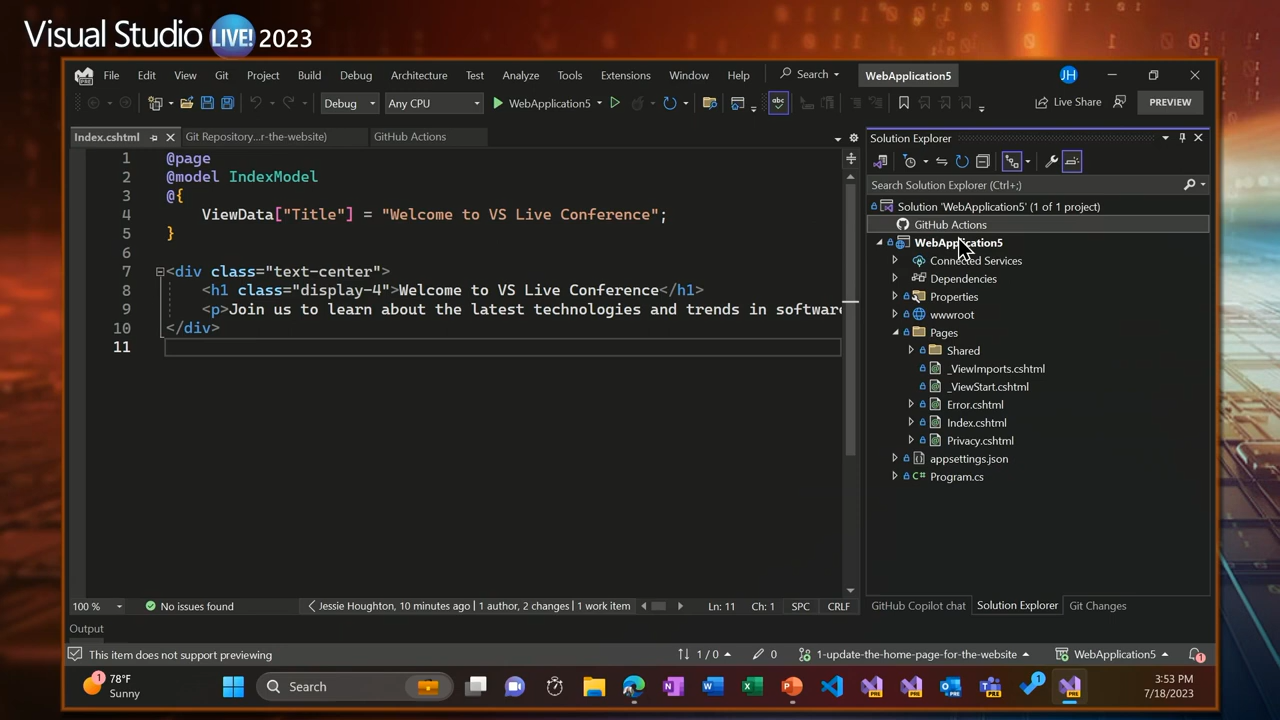 Visual Studio LIVE! 2023
File Edit View Git Project Build Debug Architecture Test Analyze Tools Extensions Window Help Search WebApplication5 JH
Debug Any CPU WebApplication5 abc Live Share PREVIEW
Index.cshtml Git Repository...r-the-website) GitHub Actions
1 @page
2 @model IndexModel
3 @{
4 ViewData["Title"] = "Welcome to VS Live Conference";
5 }
6
7 <div class="text-center">
8 <h1 class="display-4">Welcome to VS Live Conference</h1>
9 <p>Join us to learn about the latest technologies and trends in softwar
10 </div>
11
100 % No issues found Jessie Houghton, 10 minutes ago | 1 author, 2 changes | 1 work item Ln: 11 Ch: 1 SPC CRLF
Output
Solution Explorer
Search Solution Explorer (Ctrl+;)
Solution 'WebApplication5' (1 of 1 project)
GitHub Actions
WebApplication5
Connected Services
Dependencies
Properties
wwwroot
Pages
Shared
_ViewImports.cshtml
_ViewStart.cshtml
Error.cshtml
Index.cshtml
Privacy.cshtml
appsettings.json
C# Program.cs
GitHub Copilot chat Solution Explorer Git Changes
This item does not support previewing 1 / 0 0 1-update-the-home-page-for-the-website WebApplication5 1
1 78°F
Sunny
Search
1
3:53 PM
7/18/2023